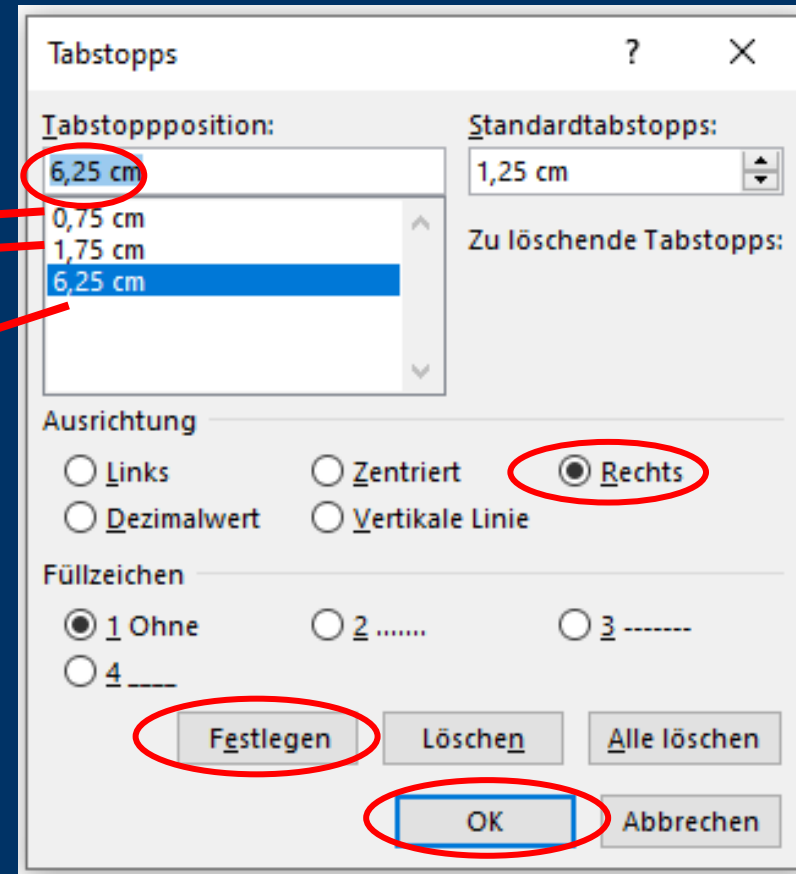 Tabstopps ?
Tabstoppposition: Standardtabstopps:
6,25 cm 1,25 cm
0,75 cm
1,75 cm Zu löschende Tabstopps:
6,25 cm
Ausrichtung
Links Zentriert Rechts
Dezimalwert Vertikale Linie
Füllzeichen
1 Ohne 2 ....... 3 -------
4 ____
Festlegen Löschen Alle löschen
OK Abbrechen